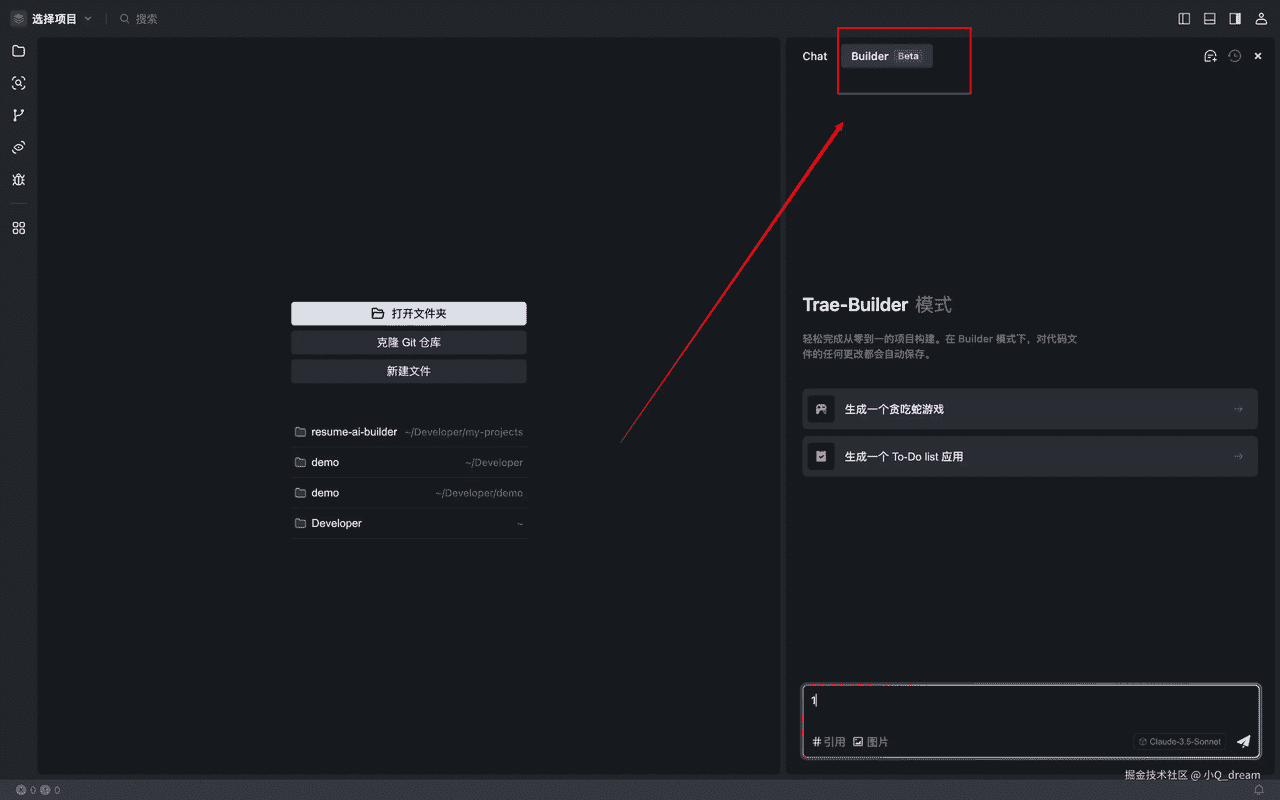 选择项目
搜索
Chat
Builder Beta
打开文件夹
克隆 Git 仓库
新建文件
resume-ai-builder ~/Developer/my-projects
demo ~/Developer
demo ~/Developer/demo
Developer ~
Trae-Builder 模式
轻松完成从零到一的项目构建。在 Builder 模式下，对代码文
件的任何更改都会自动保存。
生成一个贪吃蛇游戏
生成一个 To-Do list 应用
1
引用 图片
Claude-3.5-Sonnet
掘金技术社区 @ 小Q_dream
0 0